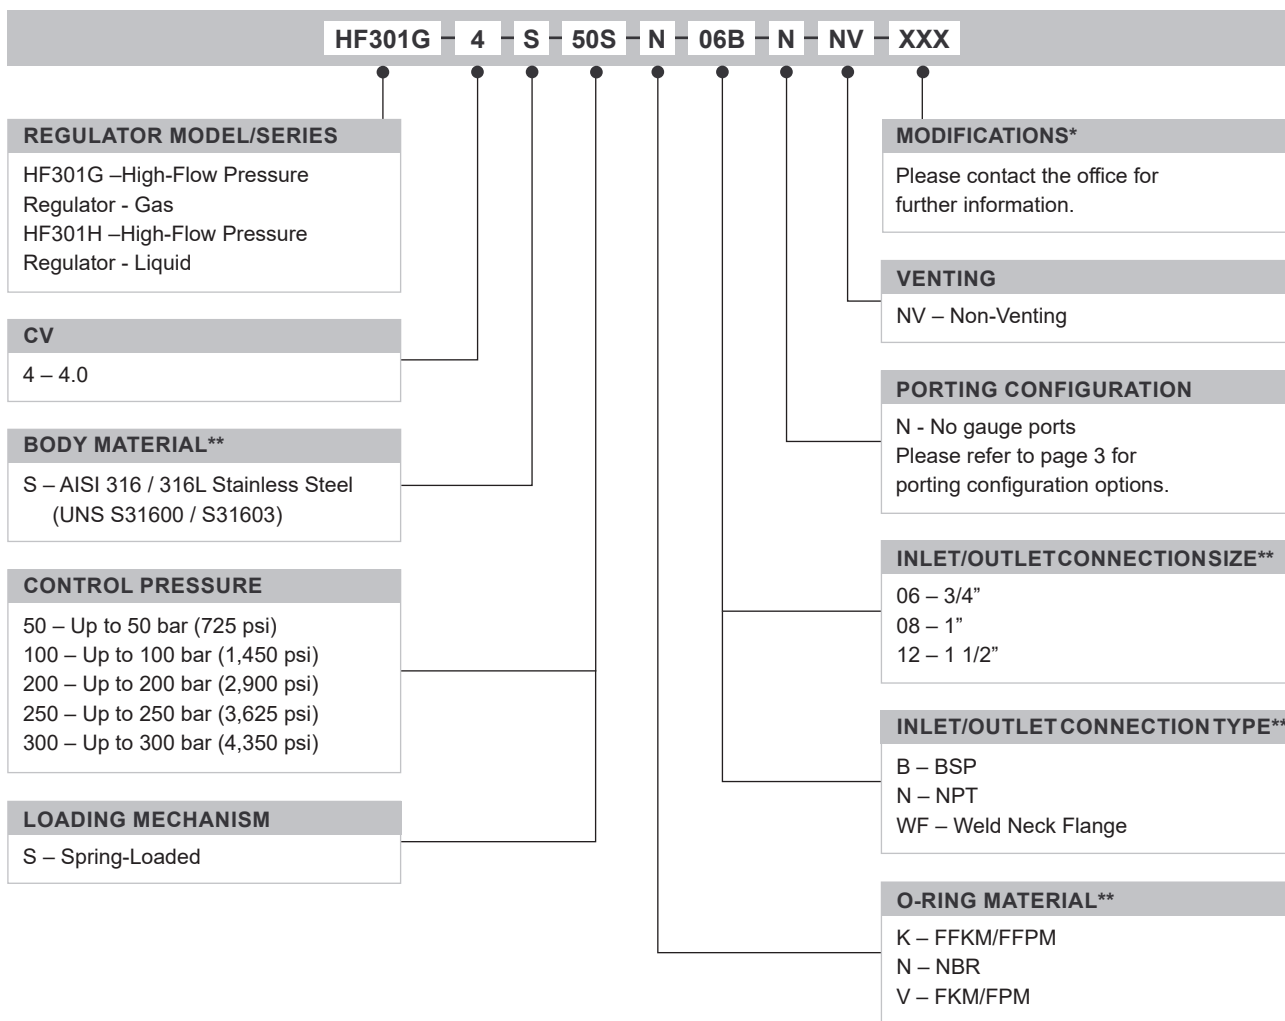 HF301G – 4 – S – 50S – N – 06B – N – NV – XXX
REGULATOR MODEL/SERIES
HF301G –High-Flow Pressure
Regulator - Gas
HF301H –High-Flow Pressure
Regulator - Liquid
CV
4 – 4.0
BODY MATERIAL**
S – AISI 316 / 316L Stainless Steel
(UNS S31600 / S31603)
CONTROL PRESSURE
50 – Up to 50 bar (725 psi)
100 – Up to 100 bar (1,450 psi)
200 – Up to 200 bar (2,900 psi)
250 – Up to 250 bar (3,625 psi)
300 – Up to 300 bar (4,350 psi)
LOADING MECHANISM
S – Spring-Loaded
MODIFICATIONS*
Please contact the office for
further information.
VENTING
NV – Non-Venting
PORTING CONFIGURATION
N - No gauge ports
Please refer to page 3 for
porting configuration options.
INLET/OUTLET CONNECTION SIZE**
06 – 3/4”
08 – 1”
12 – 1 1/2”
INLET/OUTLET CONNECTION TYPE**
B – BSP
N – NPT
WF – Weld Neck Flange
O-RING MATERIAL**
K – FFKM/FFPM
N – NBR
V – FKM/FPM